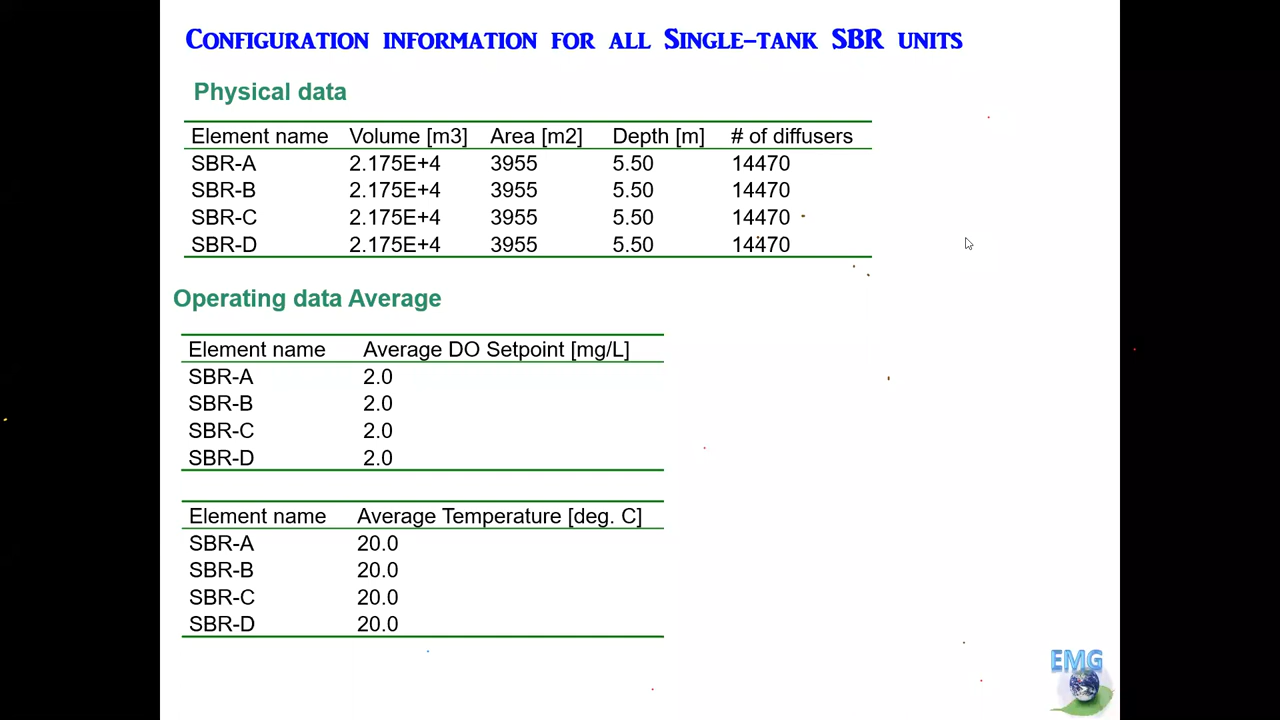 Configuration information for all Single-tank SBR units
Physical data
Element name Volume [m3] Area [m2] Depth [m] # of diffusers
SBR-A 2.175E+4 3955 5.50 14470
SBR-B 2.175E+4 3955 5.50 14470
SBR-C 2.175E+4 3955 5.50 14470
SBR-D 2.175E+4 3955 5.50 14470
Operating data Average
Element name Average DO Setpoint [mg/L]
SBR-A 2.0
SBR-B 2.0
SBR-C 2.0
SBR-D 2.0
Element name Average Temperature [deg. C]
SBR-A 20.0
SBR-B 20.0
SBR-C 20.0
SBR-D 20.0
EMG